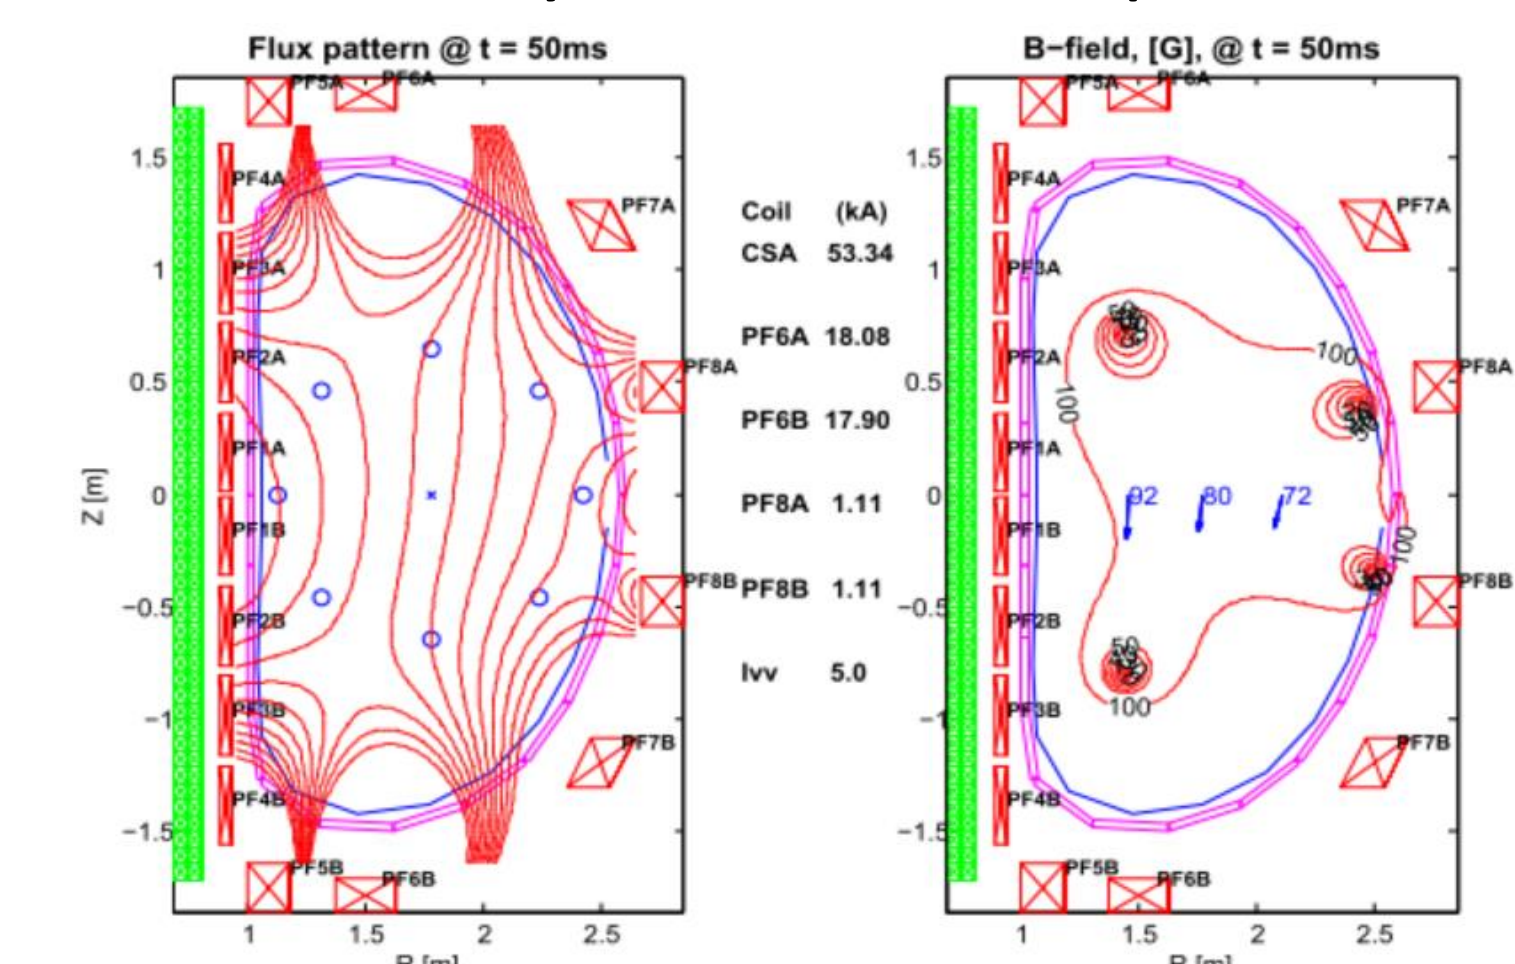 Flux pattern @ t = 50ms
PF5A
PF6A
1.5
PF4A
PF7A
1
PF3A
PF2A
0.5
PF8A
PF1A
0
Z [m]
PF1B
−0.5
PF2B
PF8B
−1
PF3B
PF7B
PF4B
−1.5
PF5B
PF6B
1 1.5 2 2.5
R [m]
Coil (kA)
CSA 53.34
PF6A 18.08
PF6B 17.90
PF8A 1.11
PF8B 1.11
Ivv 5.0
B−field, [G], @ t = 50ms
PF5A
PF6A
1.5
PF4A
PF7A
1
PF3A
100
PF2A
0.5
PF8A
100
PF1A
0
92 80 72
PF1B
100
−0.5
PF2B
PF8B
50
100
−1
PF3B
PF7B
PF4B
−1.5
PF5B
PF6B
1 1.5 2 2.5
R [m]